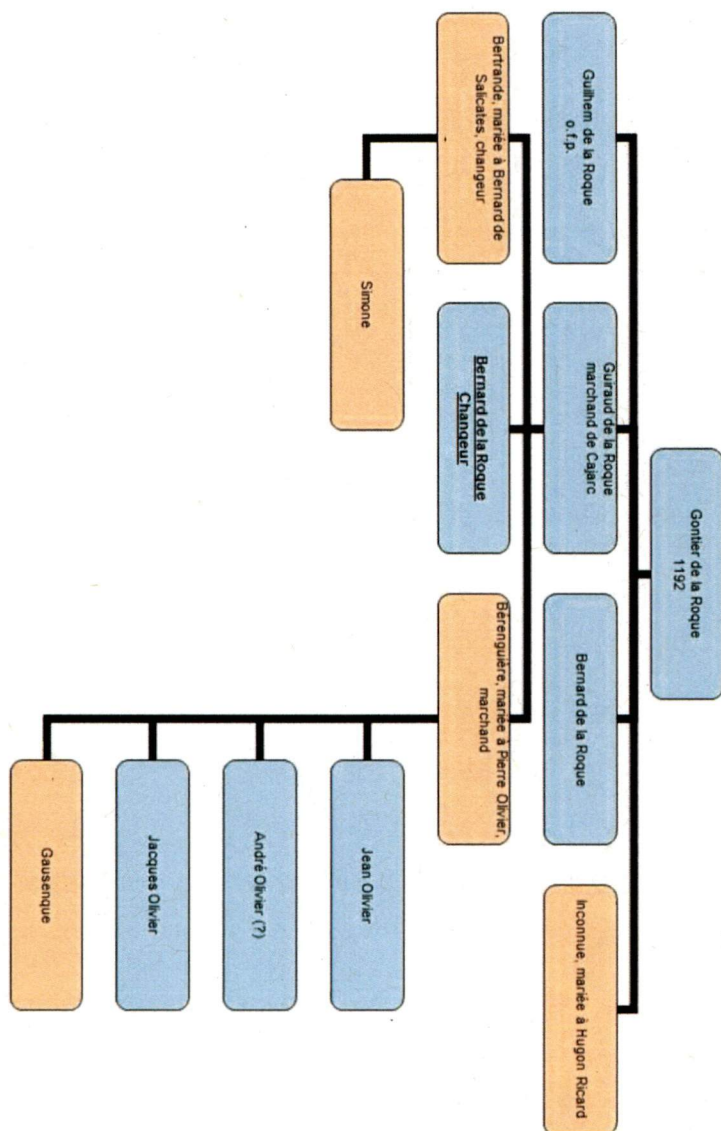 Gontier de la Roque
1192
Guilhem de la Roque
o.f.p.
Guiraud de la Roque
marchand de Cajarc
Bernard de la Roque
Inconnue, mariée à Hugon Ricard
Bertrande, mariée à Bernard de
Salicates, changeur
Bernard de la Roque
Changeur
Bérenguière, mariée à Pierre Olivier,
marchand
Simone
Jean Olivier
André Olivier (?)
Jacques Olivier
Gausenque